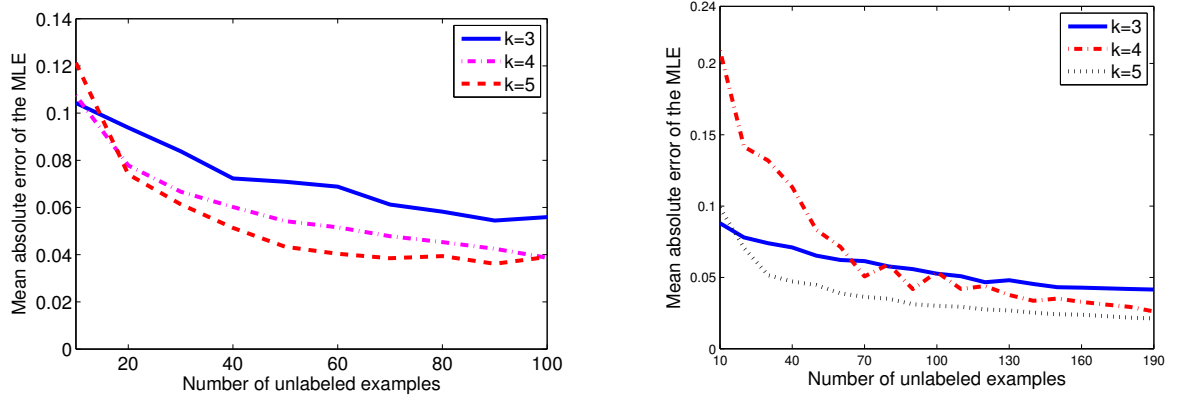 0.14
0.12
0.1
0.08
0.06
0.04
0.02
0
Mean absolute error of the MLE
k=3
k=4
k=5
20
40
60
80
100
Number of unlabeled examples
0.24
0.2
0.15
0.1
0.05
0
Mean absolute error of the MLE
k=3
k=4
k=5
10
40
70
100
130
160
190
Number of unlabeled examples